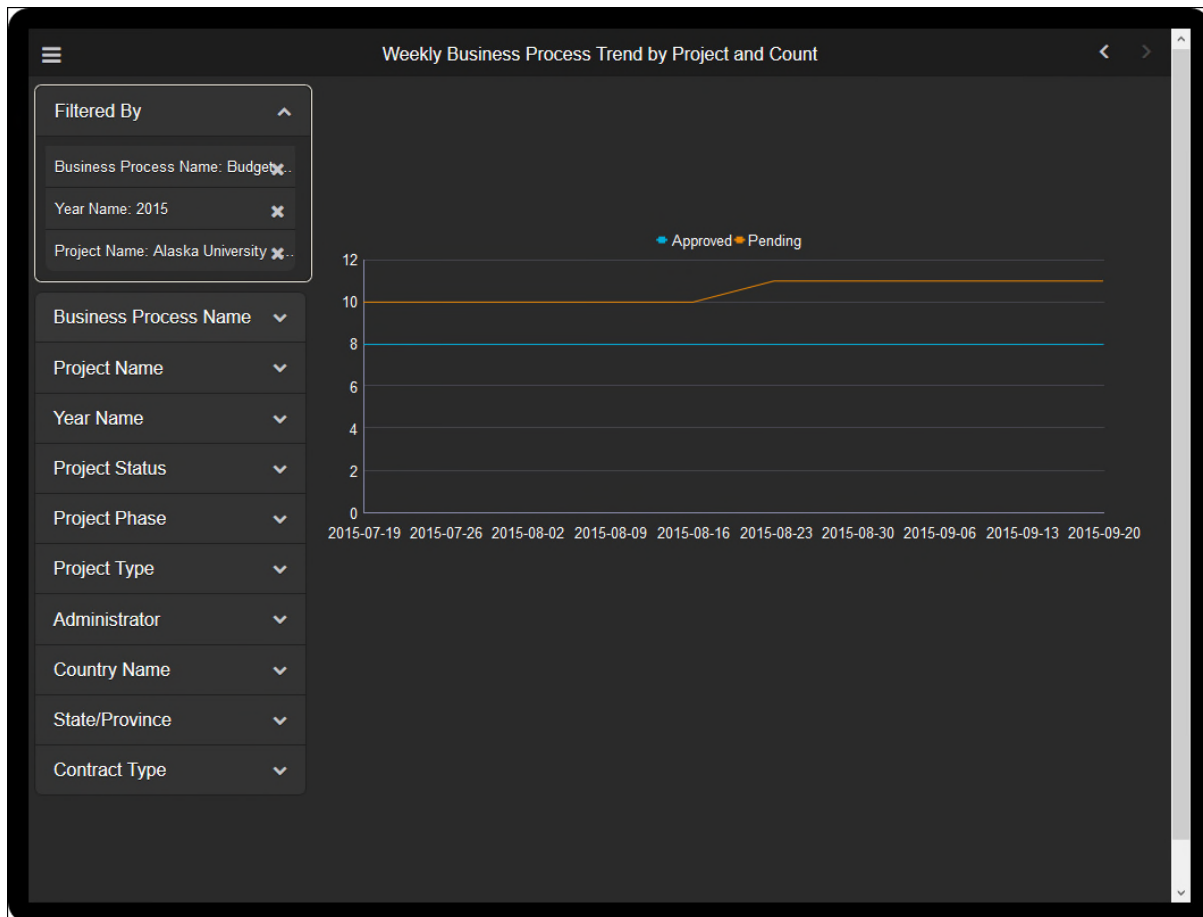 Weekly Business Process Trend by Project and Count
Filtered By
Business Process Name: Budget...
Year Name: 2015
Project Name: Alaska University ...
Business Process Name
Project Name
Year Name
Project Status
Project Phase
Project Type
Administrator
Country Name
State/Province
Contract Type
Approved Pending
12
10
8
6
4
2
0
2015-07-19 2015-07-26 2015-08-02 2015-08-09 2015-08-16 2015-08-23 2015-08-30 2015-09-06 2015-09-13 2015-09-20